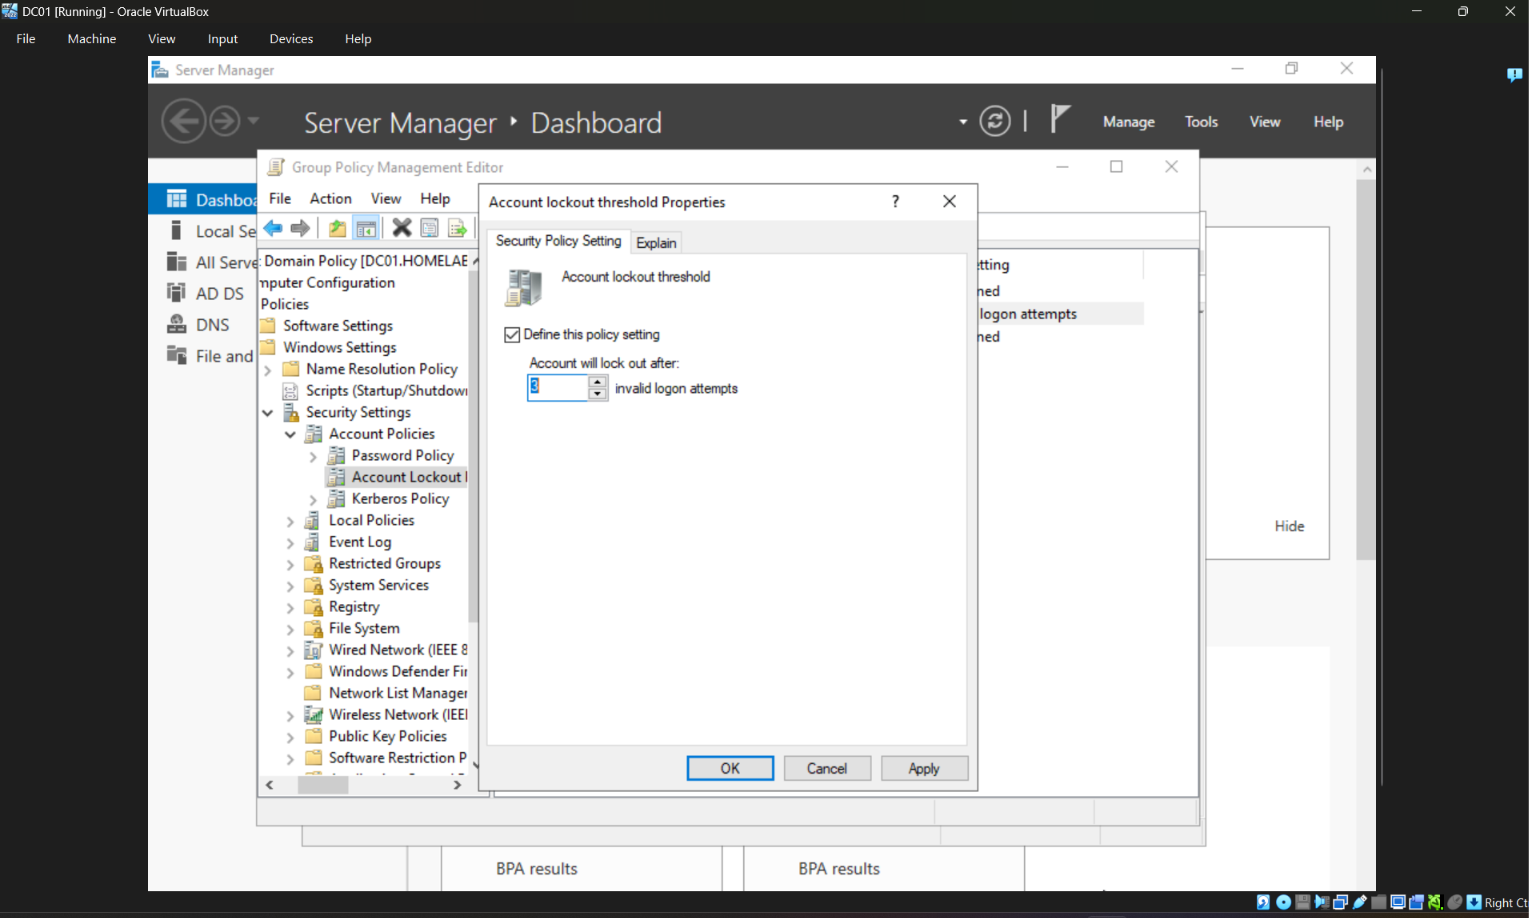 DC01 [Running] - Oracle VirtualBox
File Machine View Input Devices Help
Server Manager
Server Manager Dashboard
Manage Tools View Help
Group Policy Management Editor
File Action View Help
Dashboa
Local Se
All Serve
AD DS
DNS
File and
Domain Policy [DC01.HOMELAB
mputer Configuration
Policies
Software Settings
Windows Settings
Name Resolution Policy
Scripts (Startup/Shutdown
Security Settings
Account Policies
Password Policy
Account Lockout
Kerberos Policy
Local Policies
Event Log
Restricted Groups
System Services
Registry
File System
Wired Network (IEEE 8
Windows Defender Fir
Network List Manager
Wireless Network (IEEE
Public Key Policies
Software Restriction P
Account lockout threshold Properties
?
Security Policy Setting Explain
Account lockout threshold
Define this policy setting
Account will lock out after:
3 invalid logon attempts
OK Cancel Apply
tting
ned
logon attempts
ned
Hide
BPA results
BPA results
Right Ct